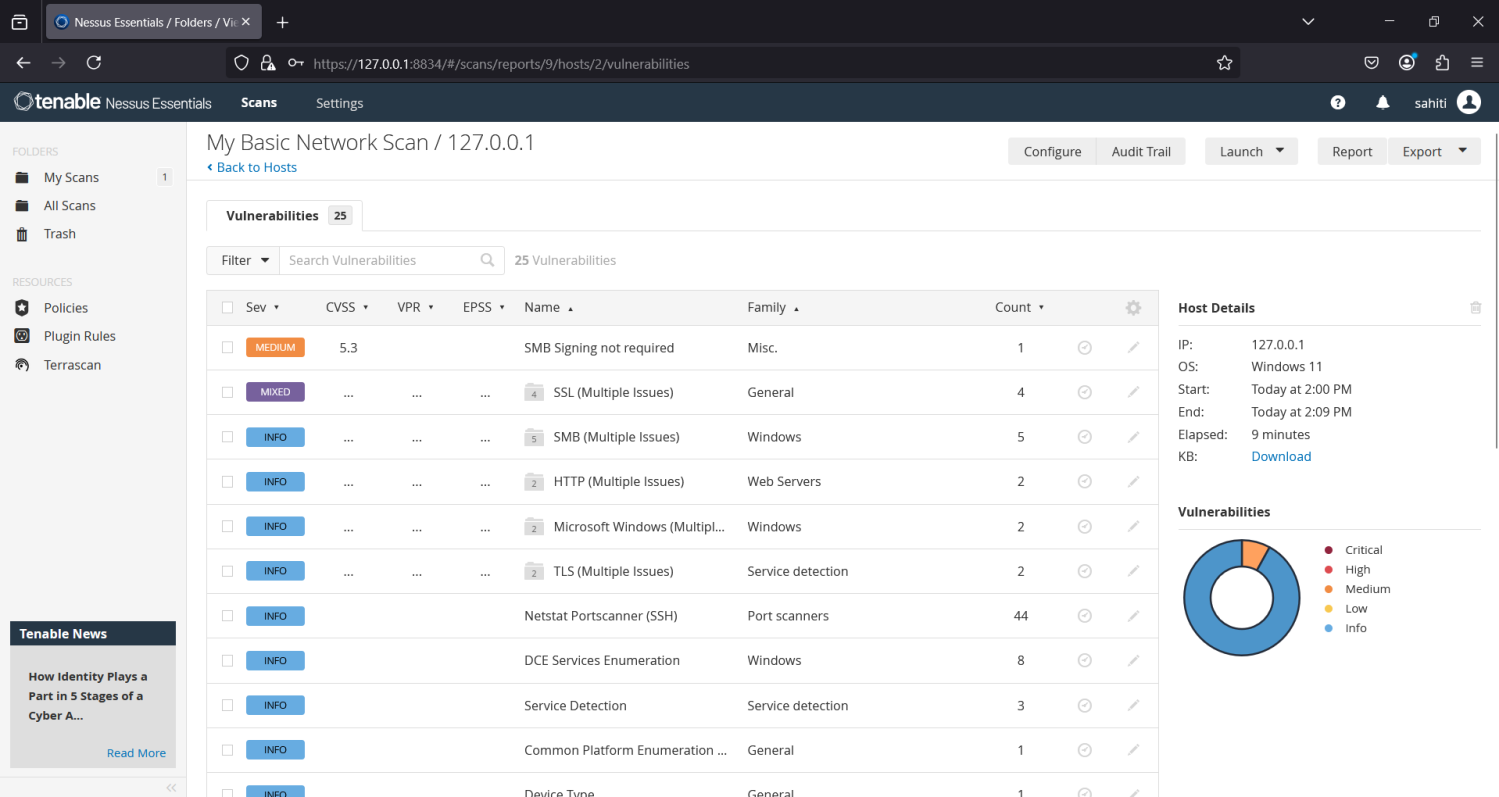 Nessus Essentials / Folders / Vie
https://127.0.0.1:8834/#/scans/reports/9/hosts/2/vulnerabilities
tenable Nessus Essentials Scans Settings sahiti
FOLDERS
My Scans 1
All Scans
Trash
RESOURCES
Policies
Plugin Rules
Terrascan
Tenable News
How Identity Plays a
Part in 5 Stages of a
Cyber A...
Read More
My Basic Network Scan / 127.0.0.1
Back to Hosts
Configure Audit Trail Launch Report Export
Vulnerabilities 25
Filter Search Vulnerabilities 25 Vulnerabilities
Sev CVSS VPR EPSS Name Family Count
MEDIUM 5.3 SMB Signing not required Misc. 1
MIXED ... ... ... 4 SSL (Multiple Issues) General 4
INFO ... ... ... 5 SMB (Multiple Issues) Windows 5
INFO ... ... ... 2 HTTP (Multiple Issues) Web Servers 2
INFO ... ... ... 2 Microsoft Windows (Multipl... Windows 2
INFO ... ... ... 2 TLS (Multiple Issues) Service detection 2
INFO Netstat Portscanner (SSH) Port scanners 44
INFO DCE Services Enumeration Windows 8
INFO Service Detection Service detection 3
INFO Common Platform Enumeration ... General 1
INFO Device Type General 1
Host Details
IP: 127.0.0.1
OS: Windows 11
Start: Today at 2:00 PM
End: Today at 2:09 PM
Elapsed: 9 minutes
KB: Download
Vulnerabilities
Critical
High
Medium
Low
Info